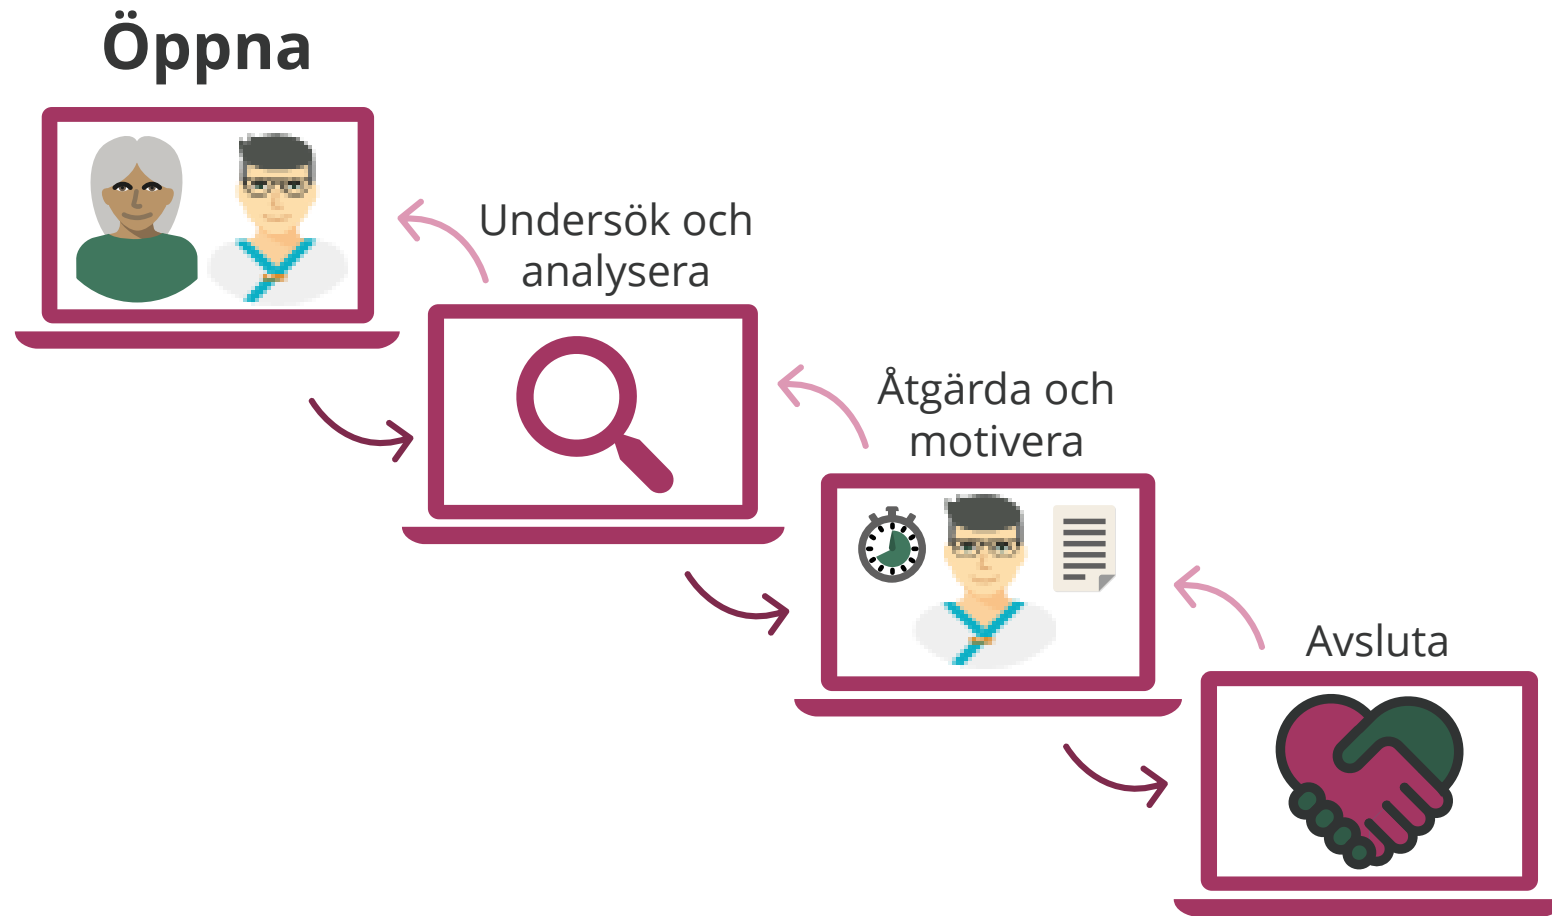 Öppna
Undersök och
analysera
Åtgärda och
motivera
Avsluta